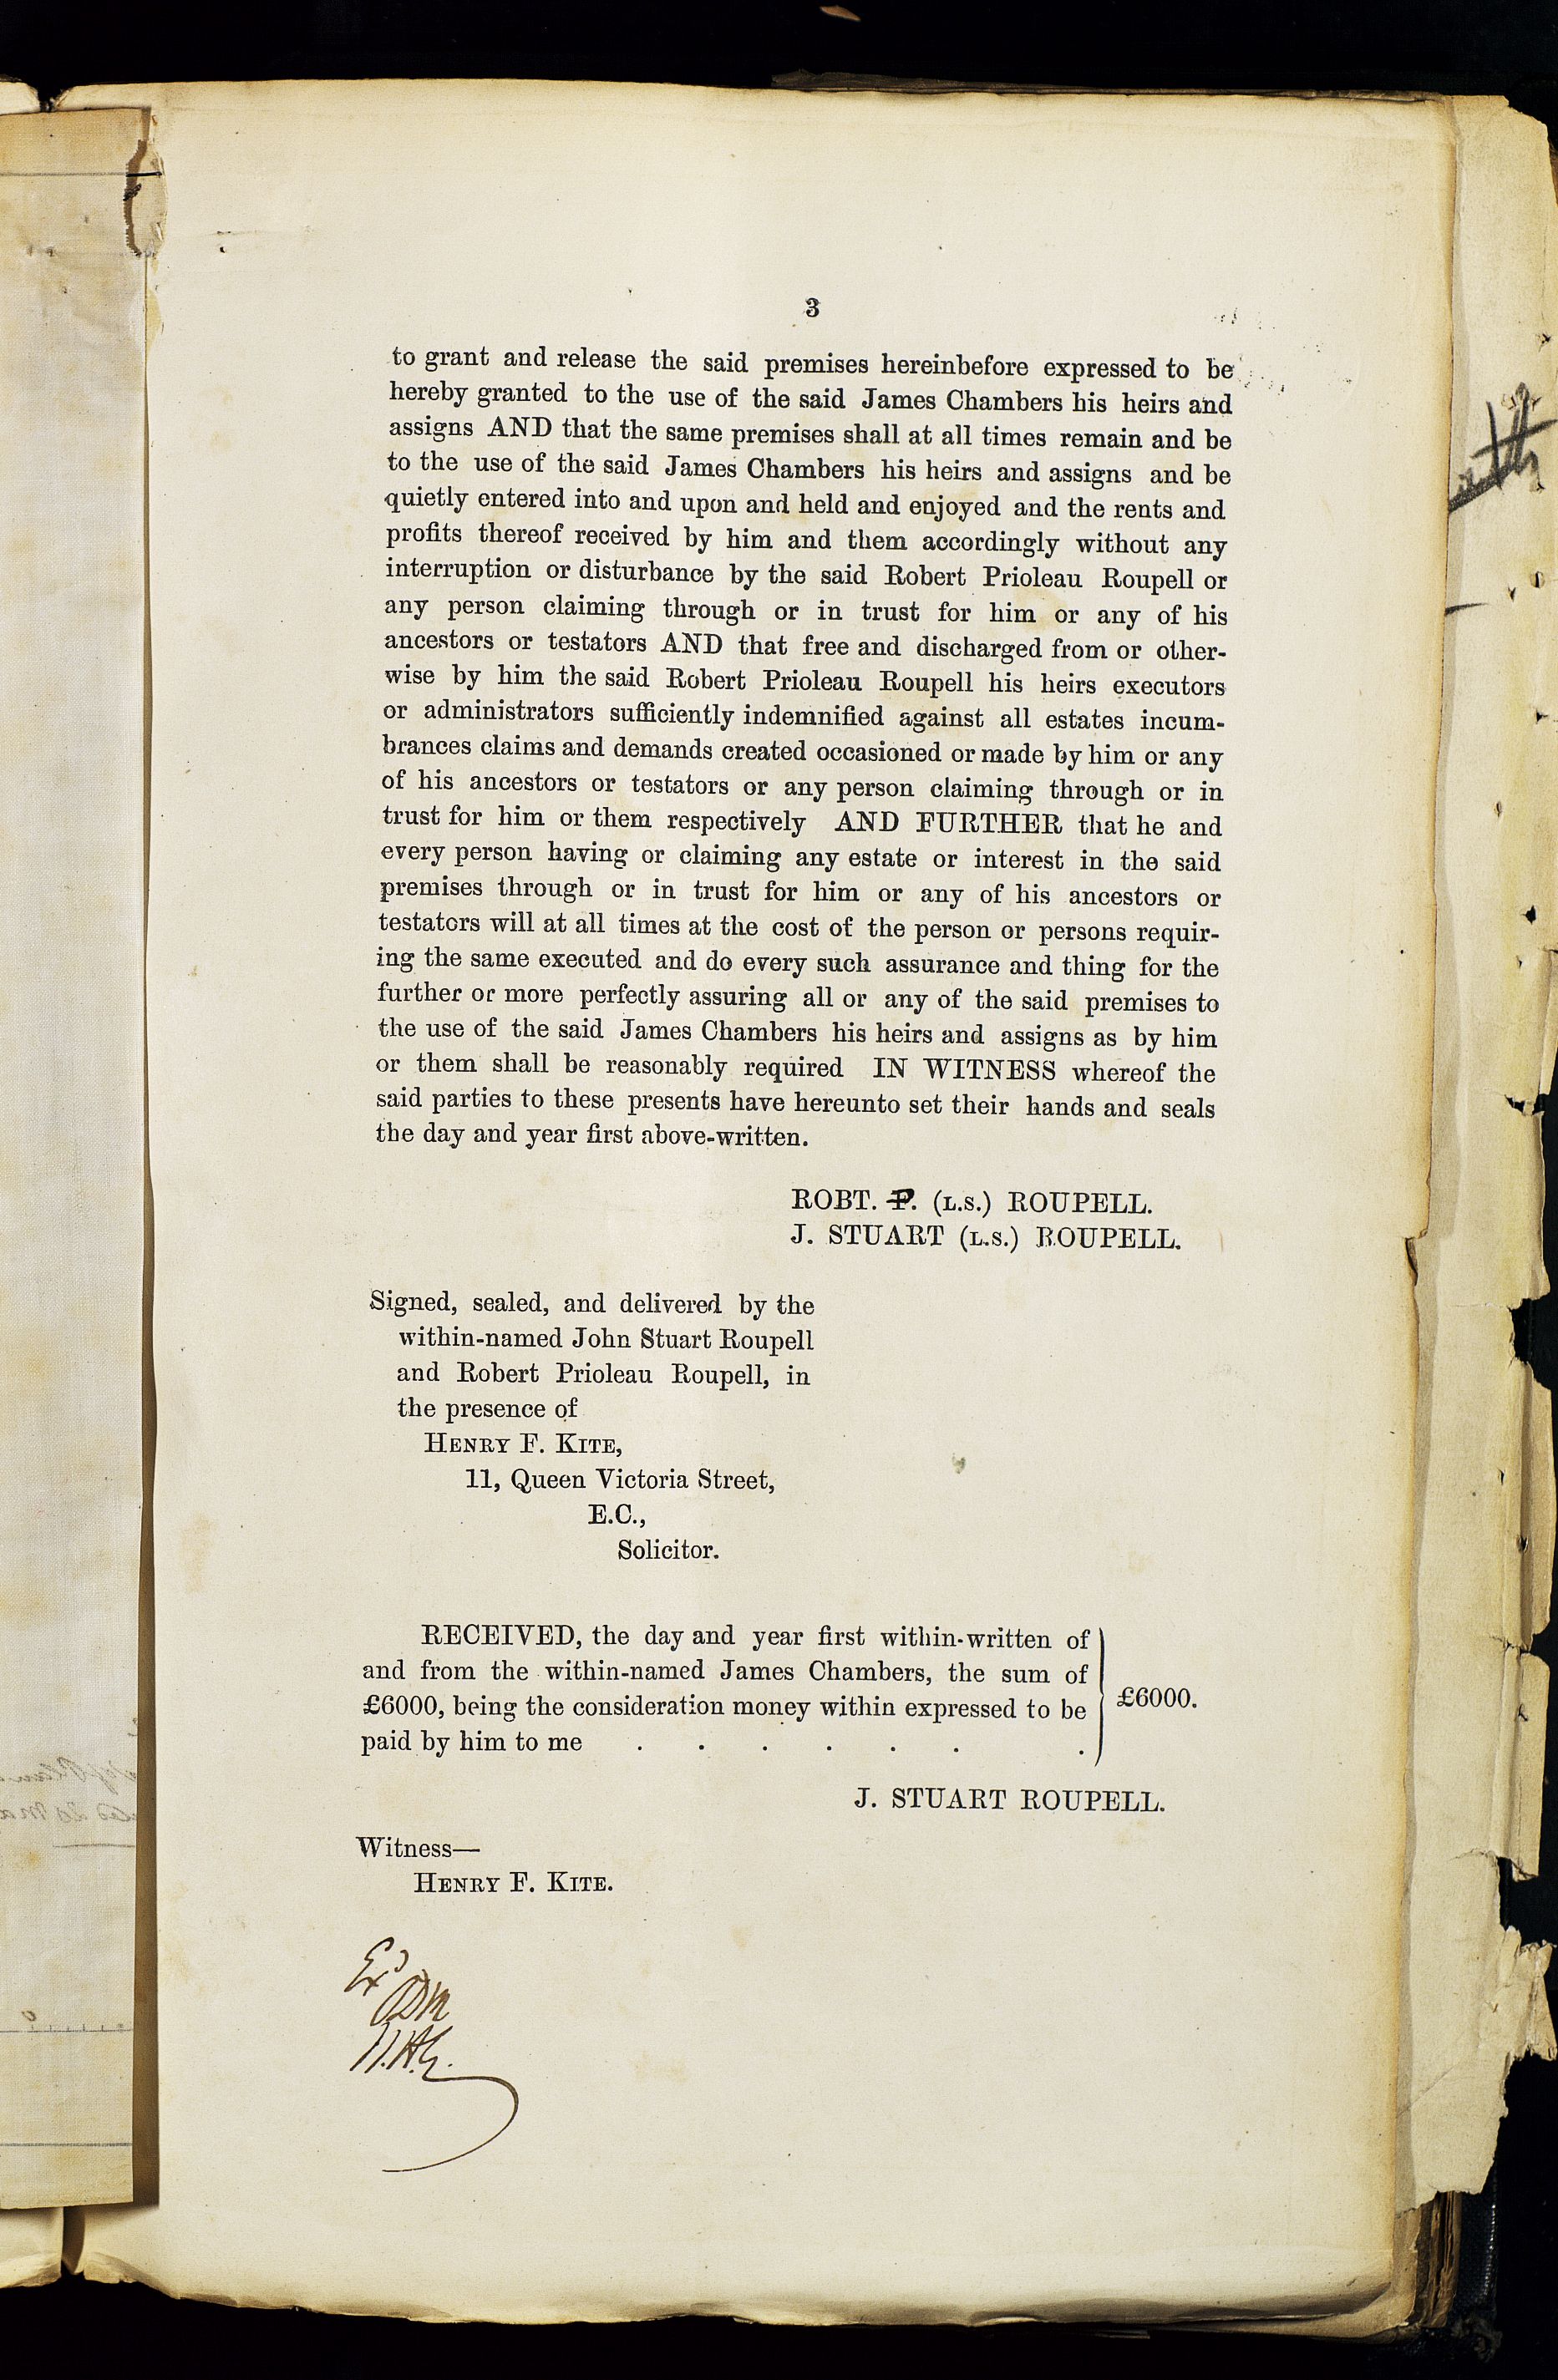 3
to grant and release the said premises hereinbefore expressed to be
hereby granted to the use of the said James Chambers his heirs and
assigns AND that the same premises shall at all times remain and be
to the use of the said James Chambers his heirs and assigns and be
quietly entered into and upon and held and enjoyed and the rents and
profits thereof received by him and them accordingly without any
interruption or disturbance by the said Robert Prioleau Roupell or
any person claiming through or in trust for him or any of his
ancestors or testators AND that free and discharged from or other-
wise by him the said Robert Prioleau Roupell his heirs executors
or administrators sufficiently indemnified against all estates incum-
brances claims and demands created occasioned or made by him or any
of his ancestors or testators or any person claiming through or in
trust for him or them respectively AND FURTHER that he and
every person having or claiming any estate or interest in the said
premises through or in trust for him or any of his ancestors or
testators will at all times at the cost of the person or persons requir-
ing the same executed and do every such assurance and thing for the
further or more perfectly assuring all or any of the said premises to
the use of the said James Chambers his heirs and assigns as by him
or them shall be reasonably required IN WITNESS whereof the
said parties to these presents have hereunto set their hands and seals
the day and year first above-written.
ROBT. P. (L.S.) ROUPELL.
J. STUART (L.S.) ROUPELL.
Signed, sealed, and delivered by the
within-named John Stuart Roupell
and Robert Prioleau Roupell, in
the presence of
HENRY F. KITE,
11, Queen Victoria Street,
E.C.,
Solicitor.
RECEIVED, the day and year first within-written of
and from the within-named James Chambers, the sum of
£6000, being the consideration money within expressed to be
paid by him to me . . . . . . .
£6000.
J. STUART ROUPELL.
Witness—
HENRY F. KITE.
Exd